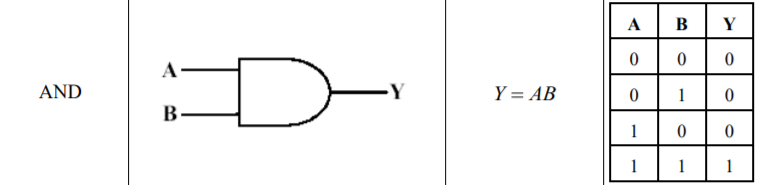 AND
A
B
Y
Y = AB
A B Y
0 0 0
0 1 0
1 0 0
1 1 1